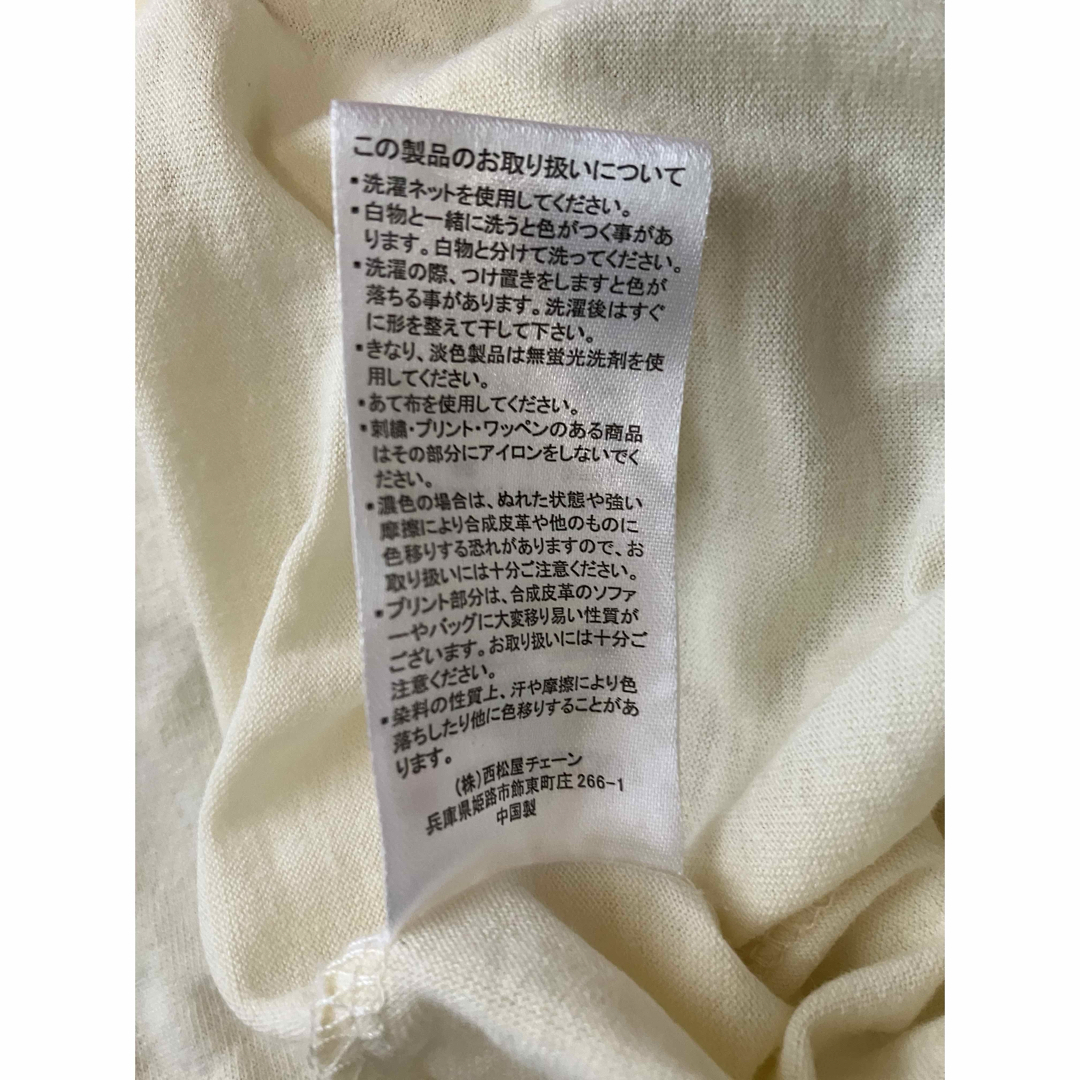 この製品のお取り扱いについて
・洗濯ネットを使用してください。
・白物と一緒に洗うと色がつく事があ
ります。白物と分けて洗ってください。
・洗濯の際、つけ置きをしますと色が
落ちる事があります。洗濯後はすぐ
に形を整えて干して下さい。
・きなり、淡色製品は無蛍光洗剤を使
用してください。
・あて布を使用してください。
・刺繍・プリント・ワッペンのある商品
はその部分にアイロンをしないでく
ださい。
・濃色の場合は、ぬれた状態や強い
摩擦により合成皮革や他のものに
色移りする恐れがありますので、お
取り扱いには十分ご注意ください。
・プリント部分は、合成皮革のソファ
ーやバッグに大変移り易い性質が
ございます。お取り扱いには十分ご
注意ください。
・染料の性質上、汗や摩擦により色
落ちしたり他に色移りすることがあ
ります。
(株)西松屋チェーン
兵庫県姫路市飾東町庄266-1
中国製